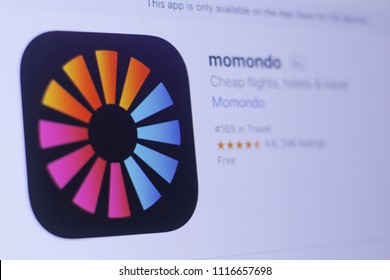 This app is only available on the App Store for iOS devices.
momondo 4+
Cheap flights, hotels & travel
Momondo
#169 in Travel
4.6, 346 Ratings
Free
shutterstock.com · 1116657698